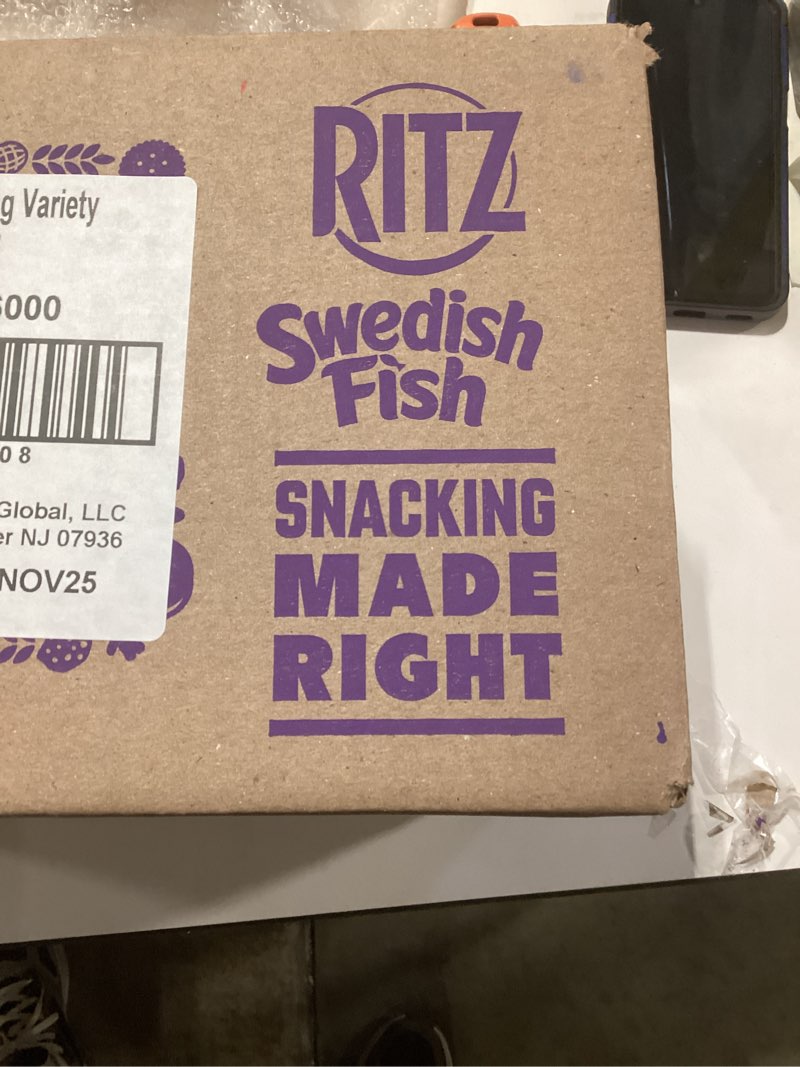 g Variety
6000
0 8
Global, LLC
er NJ 07936
NOV25
RITZ
Swedish
Fish
SNACKING
MADE
RIGHT